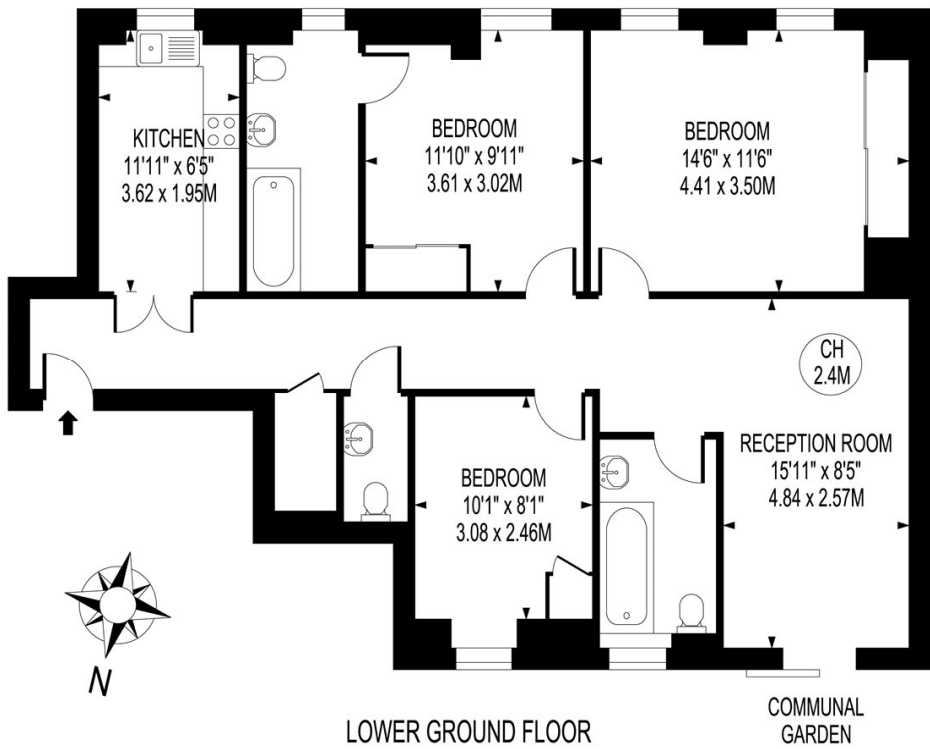 KITCHEN
11'11" x 6'5"
3.62 x 1.95M
BEDROOM
11'10" x 9'11"
3.61 x 3.02M
BEDROOM
14'6" x 11'6"
4.41 x 3.50M
CH
2.4M
RECEPTION ROOM
15'11" x 8'5"
4.84 x 2.57M
BEDROOM
10'1" x 8'1"
3.08 x 2.46M
N
LOWER GROUND FLOOR
COMMUNAL
GARDEN